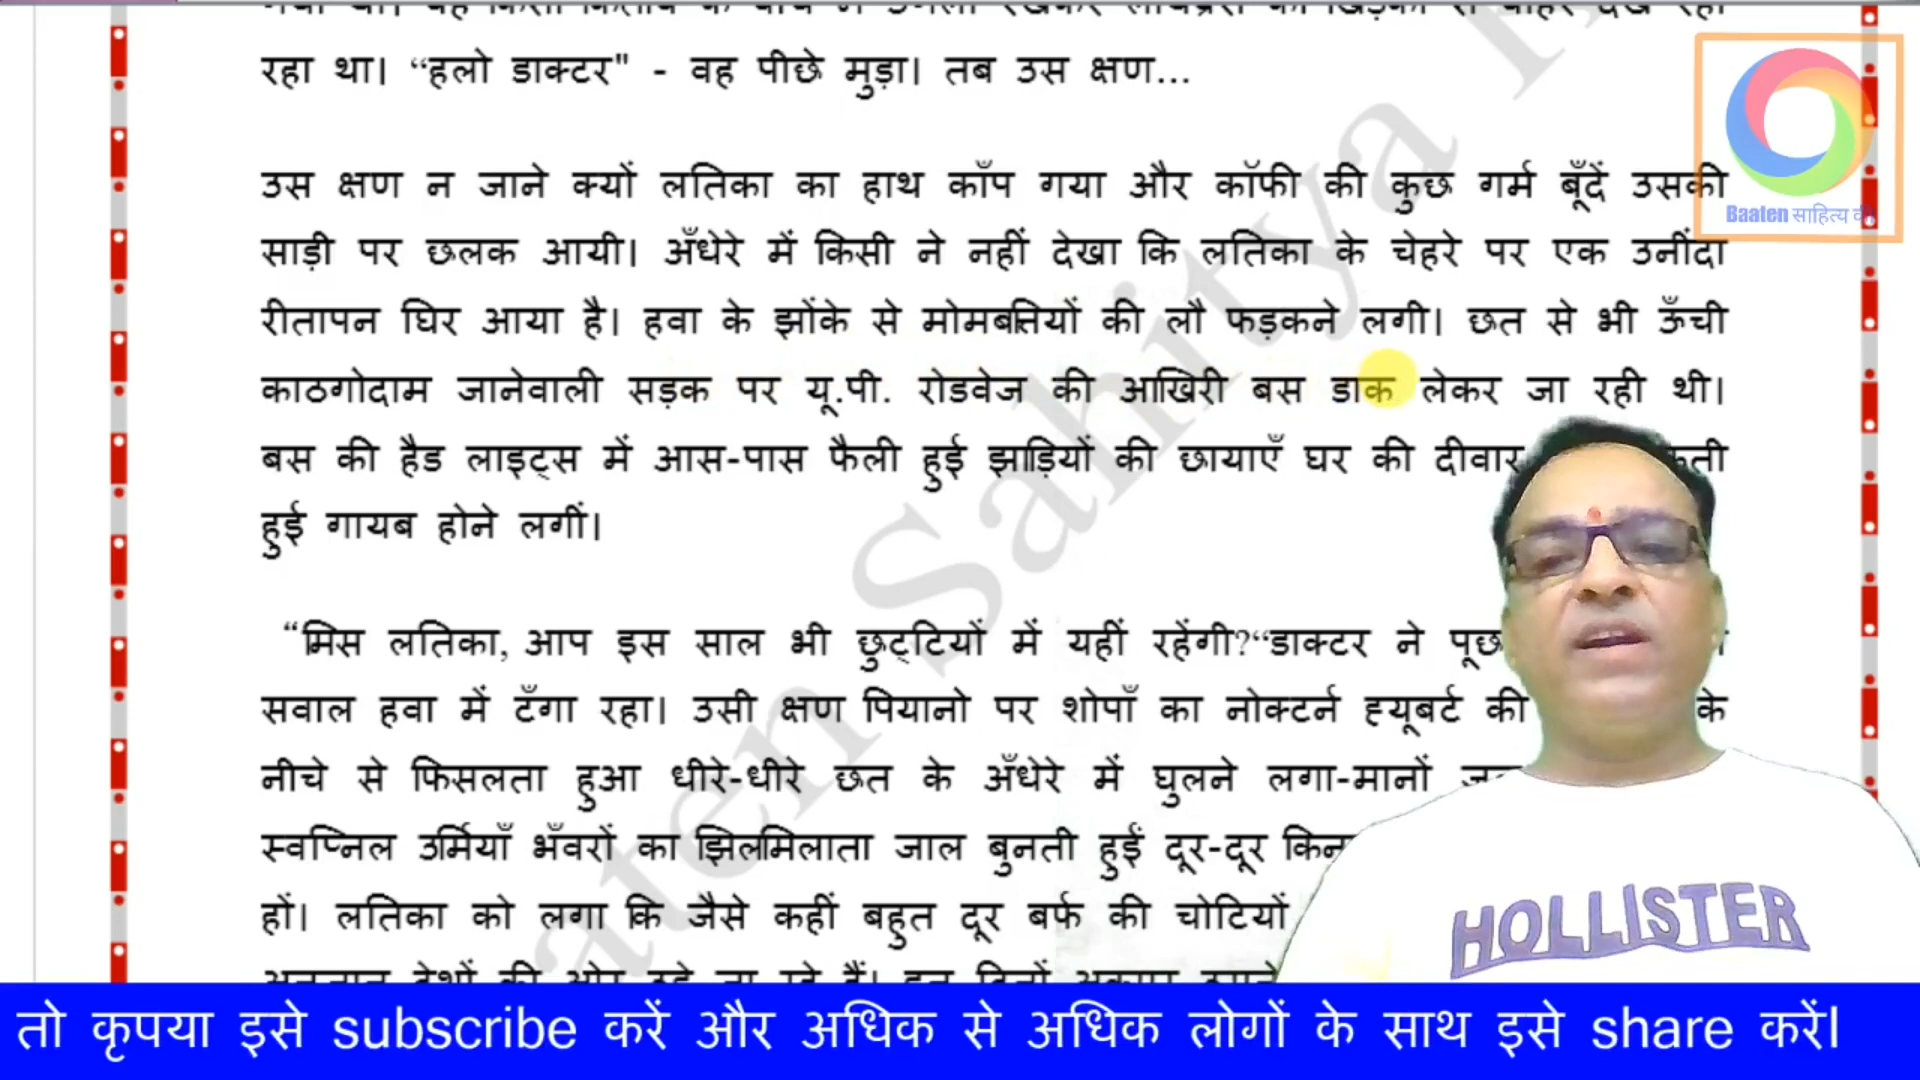 रहा था। “हलो डाक्टर" - वह पीछे मुड़ा। तब उस क्षण...
उस क्षण न जाने क्यों लतिका का हाथ काँप गया और कॉफी की कुछ गर्म बूँदें उसकी
साड़ी पर छलक आयी। अँधेरे में किसी ने नहीं देखा कि लतिका के चेहरे पर एक उनींदा
रीतापन घिर आया है। हवा के झोंके से मोमबत्तियों की लौ फड़कने लगी। छत से भी ऊँची
काठगोदाम जानेवाली सड़क पर यू.पी. रोडवेज की आखिरी बस डाक लेकर जा रही थी।
बस की हैड लाइट्स में आस-पास फैली हुई झाड़ियों की छायाएँ घर की दीवार
हुई गायब होने लगीं।
“मिस लतिका, आप इस साल भी छुट्टियों में यहीं रहेंगी?“डाक्टर ने
सवाल हवा में टँगा रहा। उसी क्षण पियानो पर शोपाँ का नोक्टर्न ह्यूबर्ट की के
नीचे से फिसलता हुआ धीरे-धीरे छत के अँधेरे में घुलने लगा-मानों
स्वप्निल उर्मियाँ भँवरों का झिलमिलाता जाल बुनती हुईं दूर-दूर
हों। लतिका को लगा कि जैसे कहीं बहुत दूर बर्फ की चोटियों
Baaten साहित्य की
aten Sahitya
HOLLISTER
तो कृपया इसे subscribe करें और अधिक से अधिक लोगों के साथ इसे share करें।